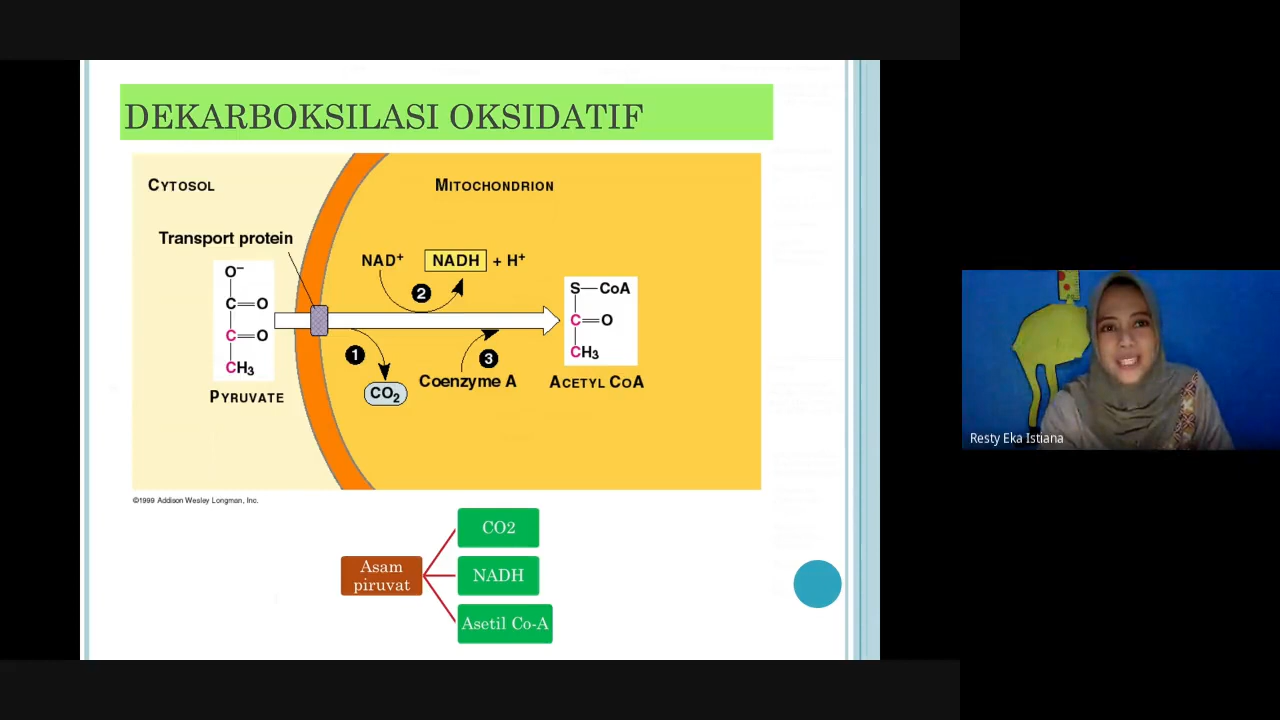 DEKARBOKSILASI OKSIDATIF
CYTOSOL
MITOCHONDRION
Transport protein
NAD⁺
NADH + H⁺
O⁻
C=O
C=O
CH₃
PYRUVATE
2
1
3
CO₂
Coenzyme A
S—CoA
C=O
CH₃
ACETYL COA
©1999 Addison Wesley Longman, Inc.
Asam
piruvat
CO2
NADH
Asetil Co-A
Resty Eka Istiana